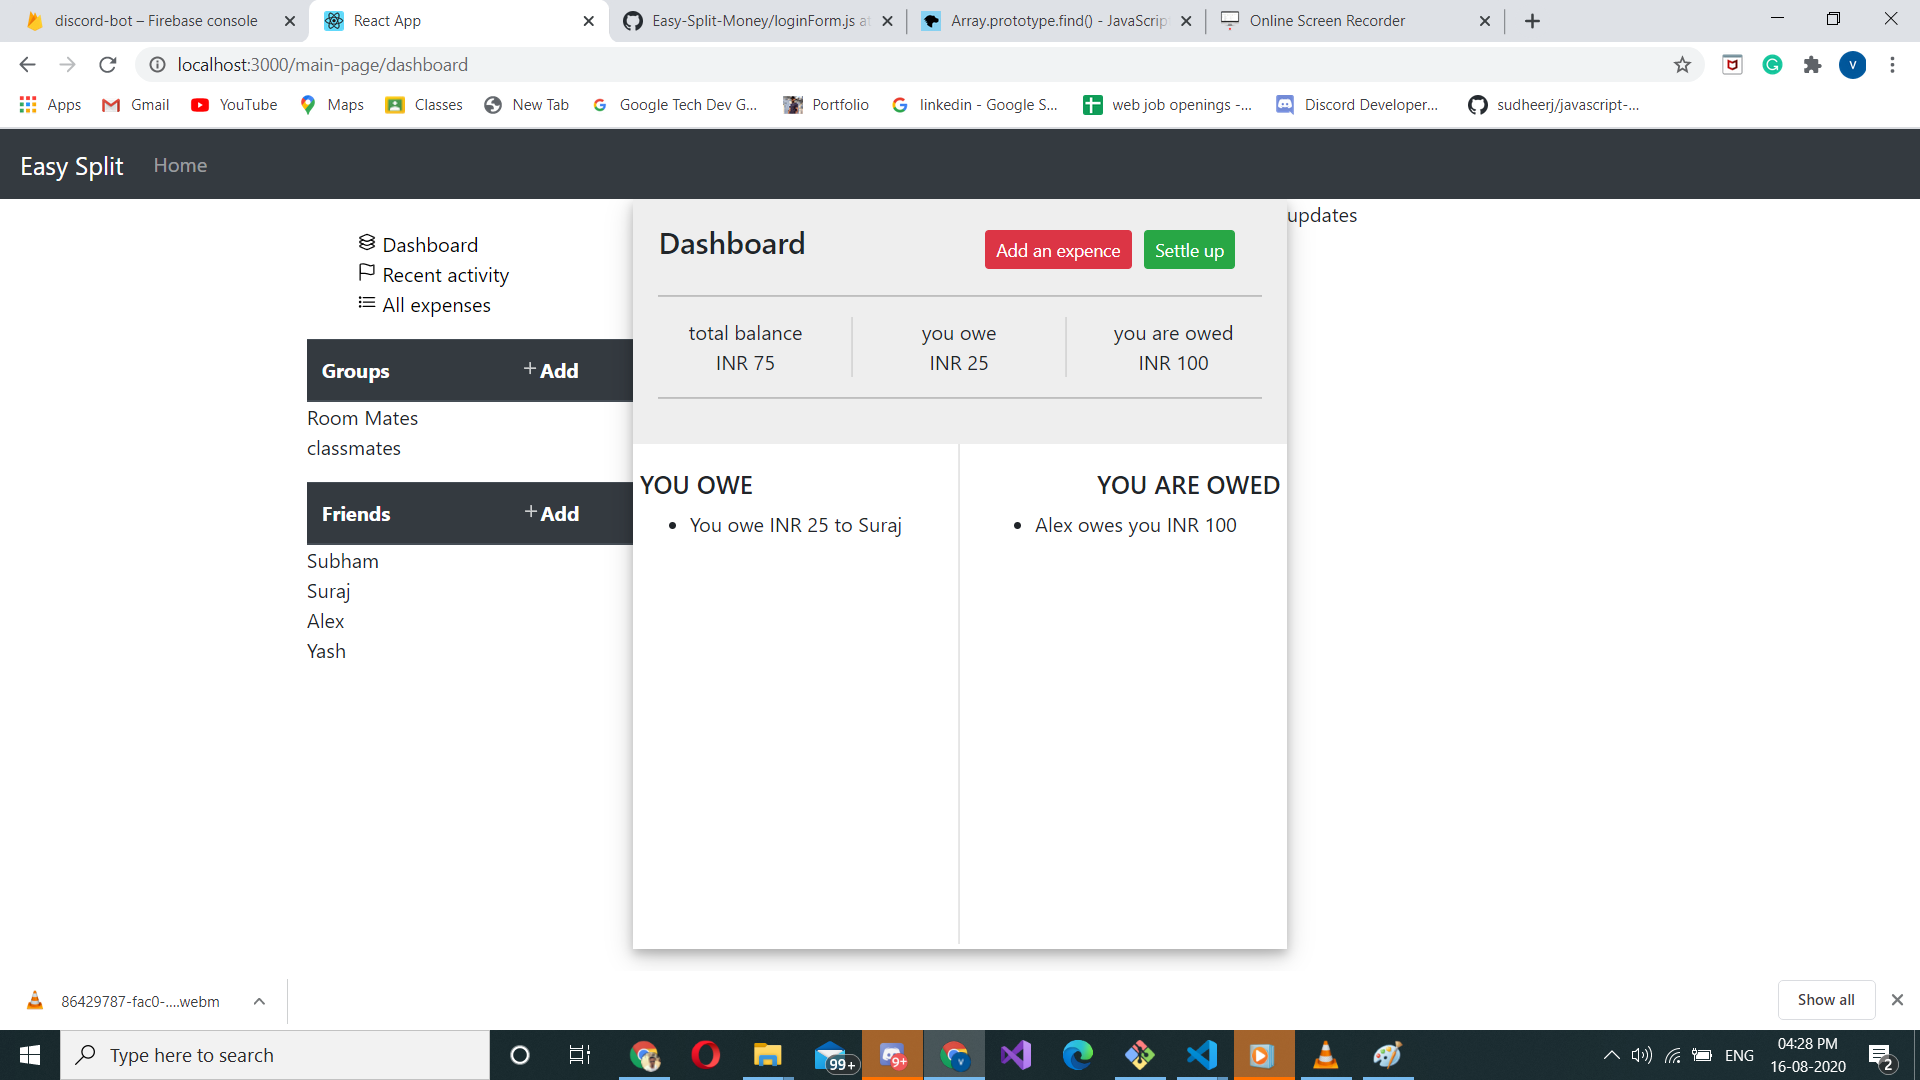 discord-bot – Firebase console
React App
Easy-Split-Money/loginForm.js at
Array.prototype.find() - JavaScript
Online Screen Recorder
localhost:3000/main-page/dashboard
V
Apps
Gmail
YouTube
Maps
Classes
New Tab
Google Tech Dev G...
Portfolio
linkedin - Google S...
web job openings -...
Discord Developer...
sudheerj/javascript-...
Easy Split
Home
Dashboard
Recent activity
All expenses
Groups
+ Add
Room Mates
classmates
Friends
+ Add
Subham
Suraj
Alex
Yash
Dashboard
Add an expence
Settle up
total balance
INR 75
you owe
INR 25
you are owed
INR 100
YOU OWE
• You owe INR 25 to Suraj
YOU ARE OWED
• Alex owes you INR 100
updates
86429787-fac0-....webm
Show all
Type here to search
99+
9+
V
ENG
04:28 PM
16-08-2020
2